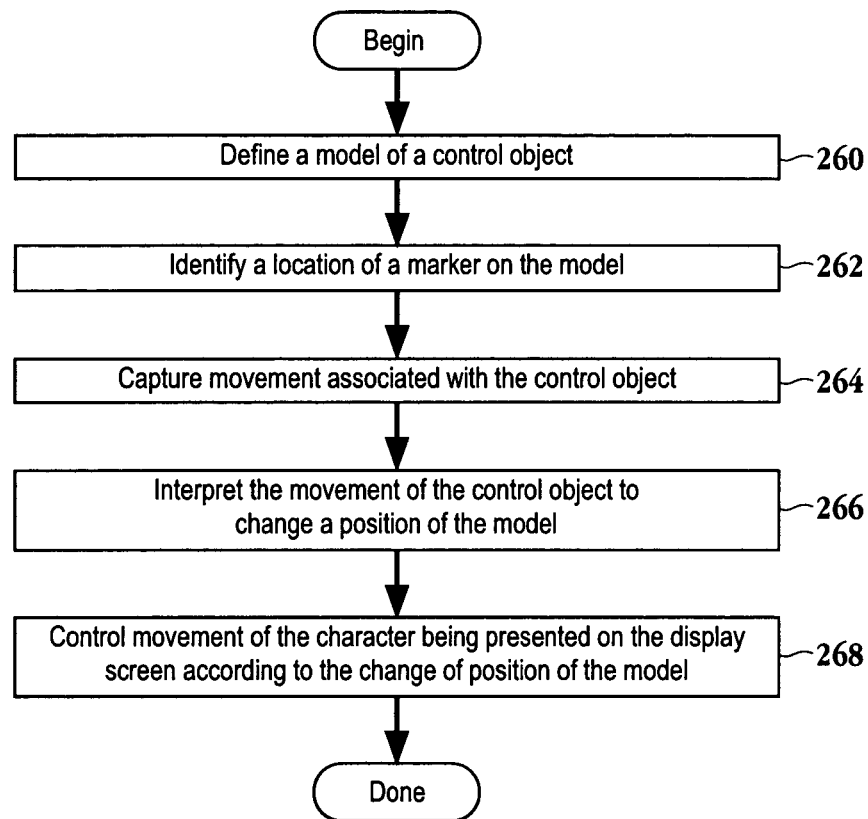 Begin
Define a model of a control object
260
Identify a location of a marker on the model
262
Capture movement associated with the control object
264
Interpret the movement of the control object to
change a position of the model
266
Control movement of the character being presented on the display
screen according to the change of position of the model
268
Done